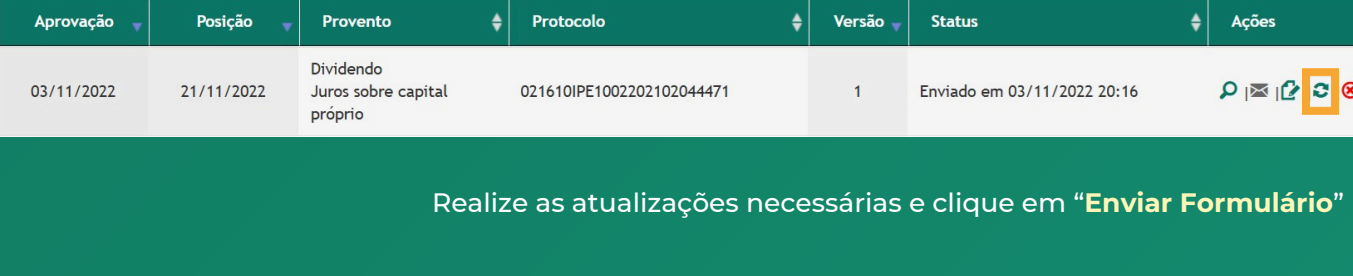 Aprovação Posição Provento Protocolo Versão Status Ações
Dividendo
03/11/2022 21/11/2022 Juros sobre capital 021610IPE1002202102044471 1 Enviado em 03/11/2022 20:16
próprio
Realize as atualizações necessárias e clique em “Enviar Formulário”